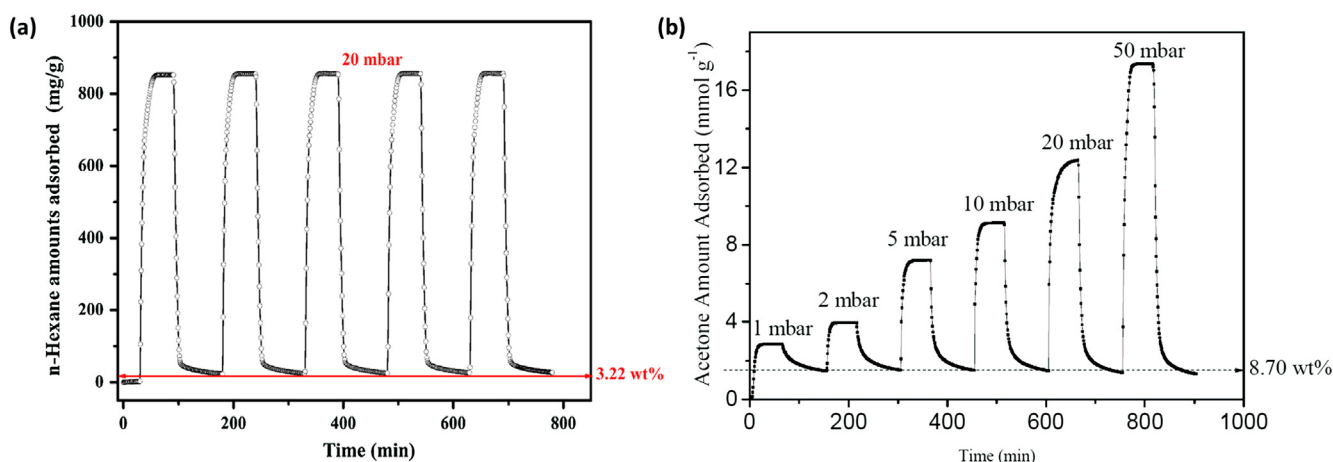 (a)
1000
800
600
400
200
0
n-Hexane amounts adsorbed (mg/g)
20 mbar
3.22 wt%
0
200
400
600
800
Time (min)
(b)
16
12
8
4
0
Acetone Amount Adsorbed (mmol g-1)
1 mbar
2 mbar
5 mbar
10 mbar
20 mbar
50 mbar
8.70 wt%
0
200
400
600
800
1000
Time (min)